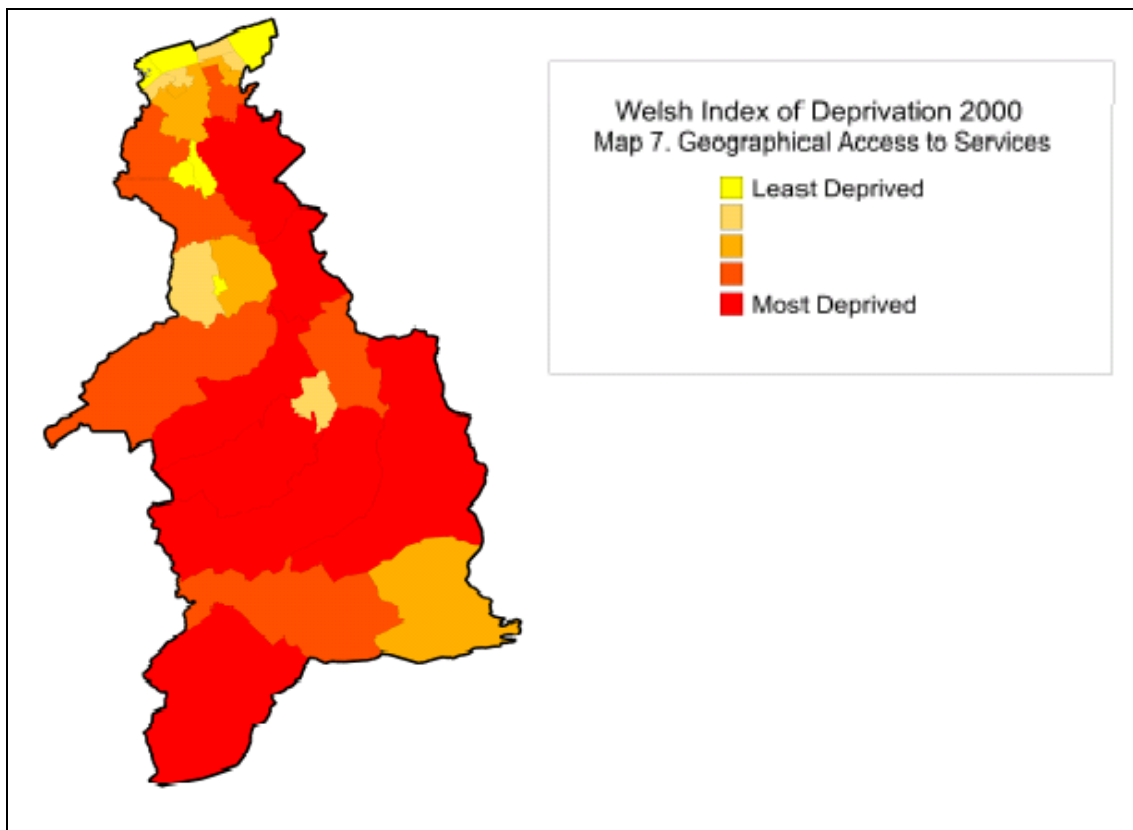 Welsh Index of Deprivation 2000
Map 7. Geographical Access to Services
Least Deprived
Most Deprived